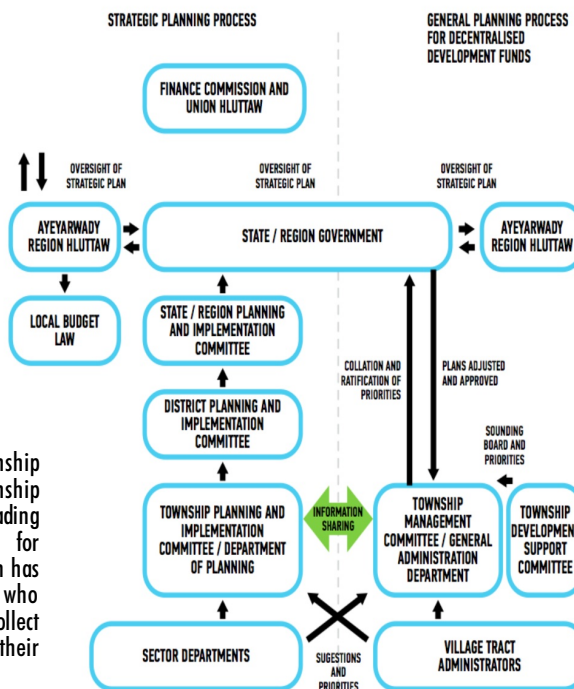 STRATEGIC PLANNING PROCESS
GENERAL PLANNING PROCESS
FOR DECENTRALISED
DEVELOPMENT FUNDS
FINANCE COMMISSION AND
UNION HLUTTAW
OVERSIGHT OF
STRATEGIC PLAN
OVERSIGHT OF
STRATEGIC PLAN
OVERSIGHT OF
STRATEGIC PLAN
AYEYARWADY
REGION HLUTTAW
STATE / REGION GOVERNMENT
AYEYARWADY
REGION HLUTTAW
LOCAL BUDGET
LAW
STATE / REGION PLANNING
AND IMPLEMENTATION
COMMITTEE
COLLATION AND
RATIFICATION OF
PRIORITIES
PLANS ADJUSTED
AND APPROVED
DISTRICT PLANNING AND
IMPLEMENTATION
COMMITTEE
SOUNDING
BOARD AND
PRIORITIES
TOWNSHIP PLANNING AND
IMPLEMENTATION
COMMITTEE / DEPARTMENT
OF PLANNING
INFORMATION
SHARING
TOWNSHIP
MANAGEMENT
COMMITTEE / GENERAL
ADMINISTRATION
DEPARTMENT
TOWNSHIP
DEVELOPMENT
SUPPORT
COMMITTEE
SECTOR DEPARTMENTS
SUGESTIONS
AND
PRIORITIES
VILLAGE TRACT
ADMINISTRATORS
nship
nship
ading
for
n has
who
ollect
their